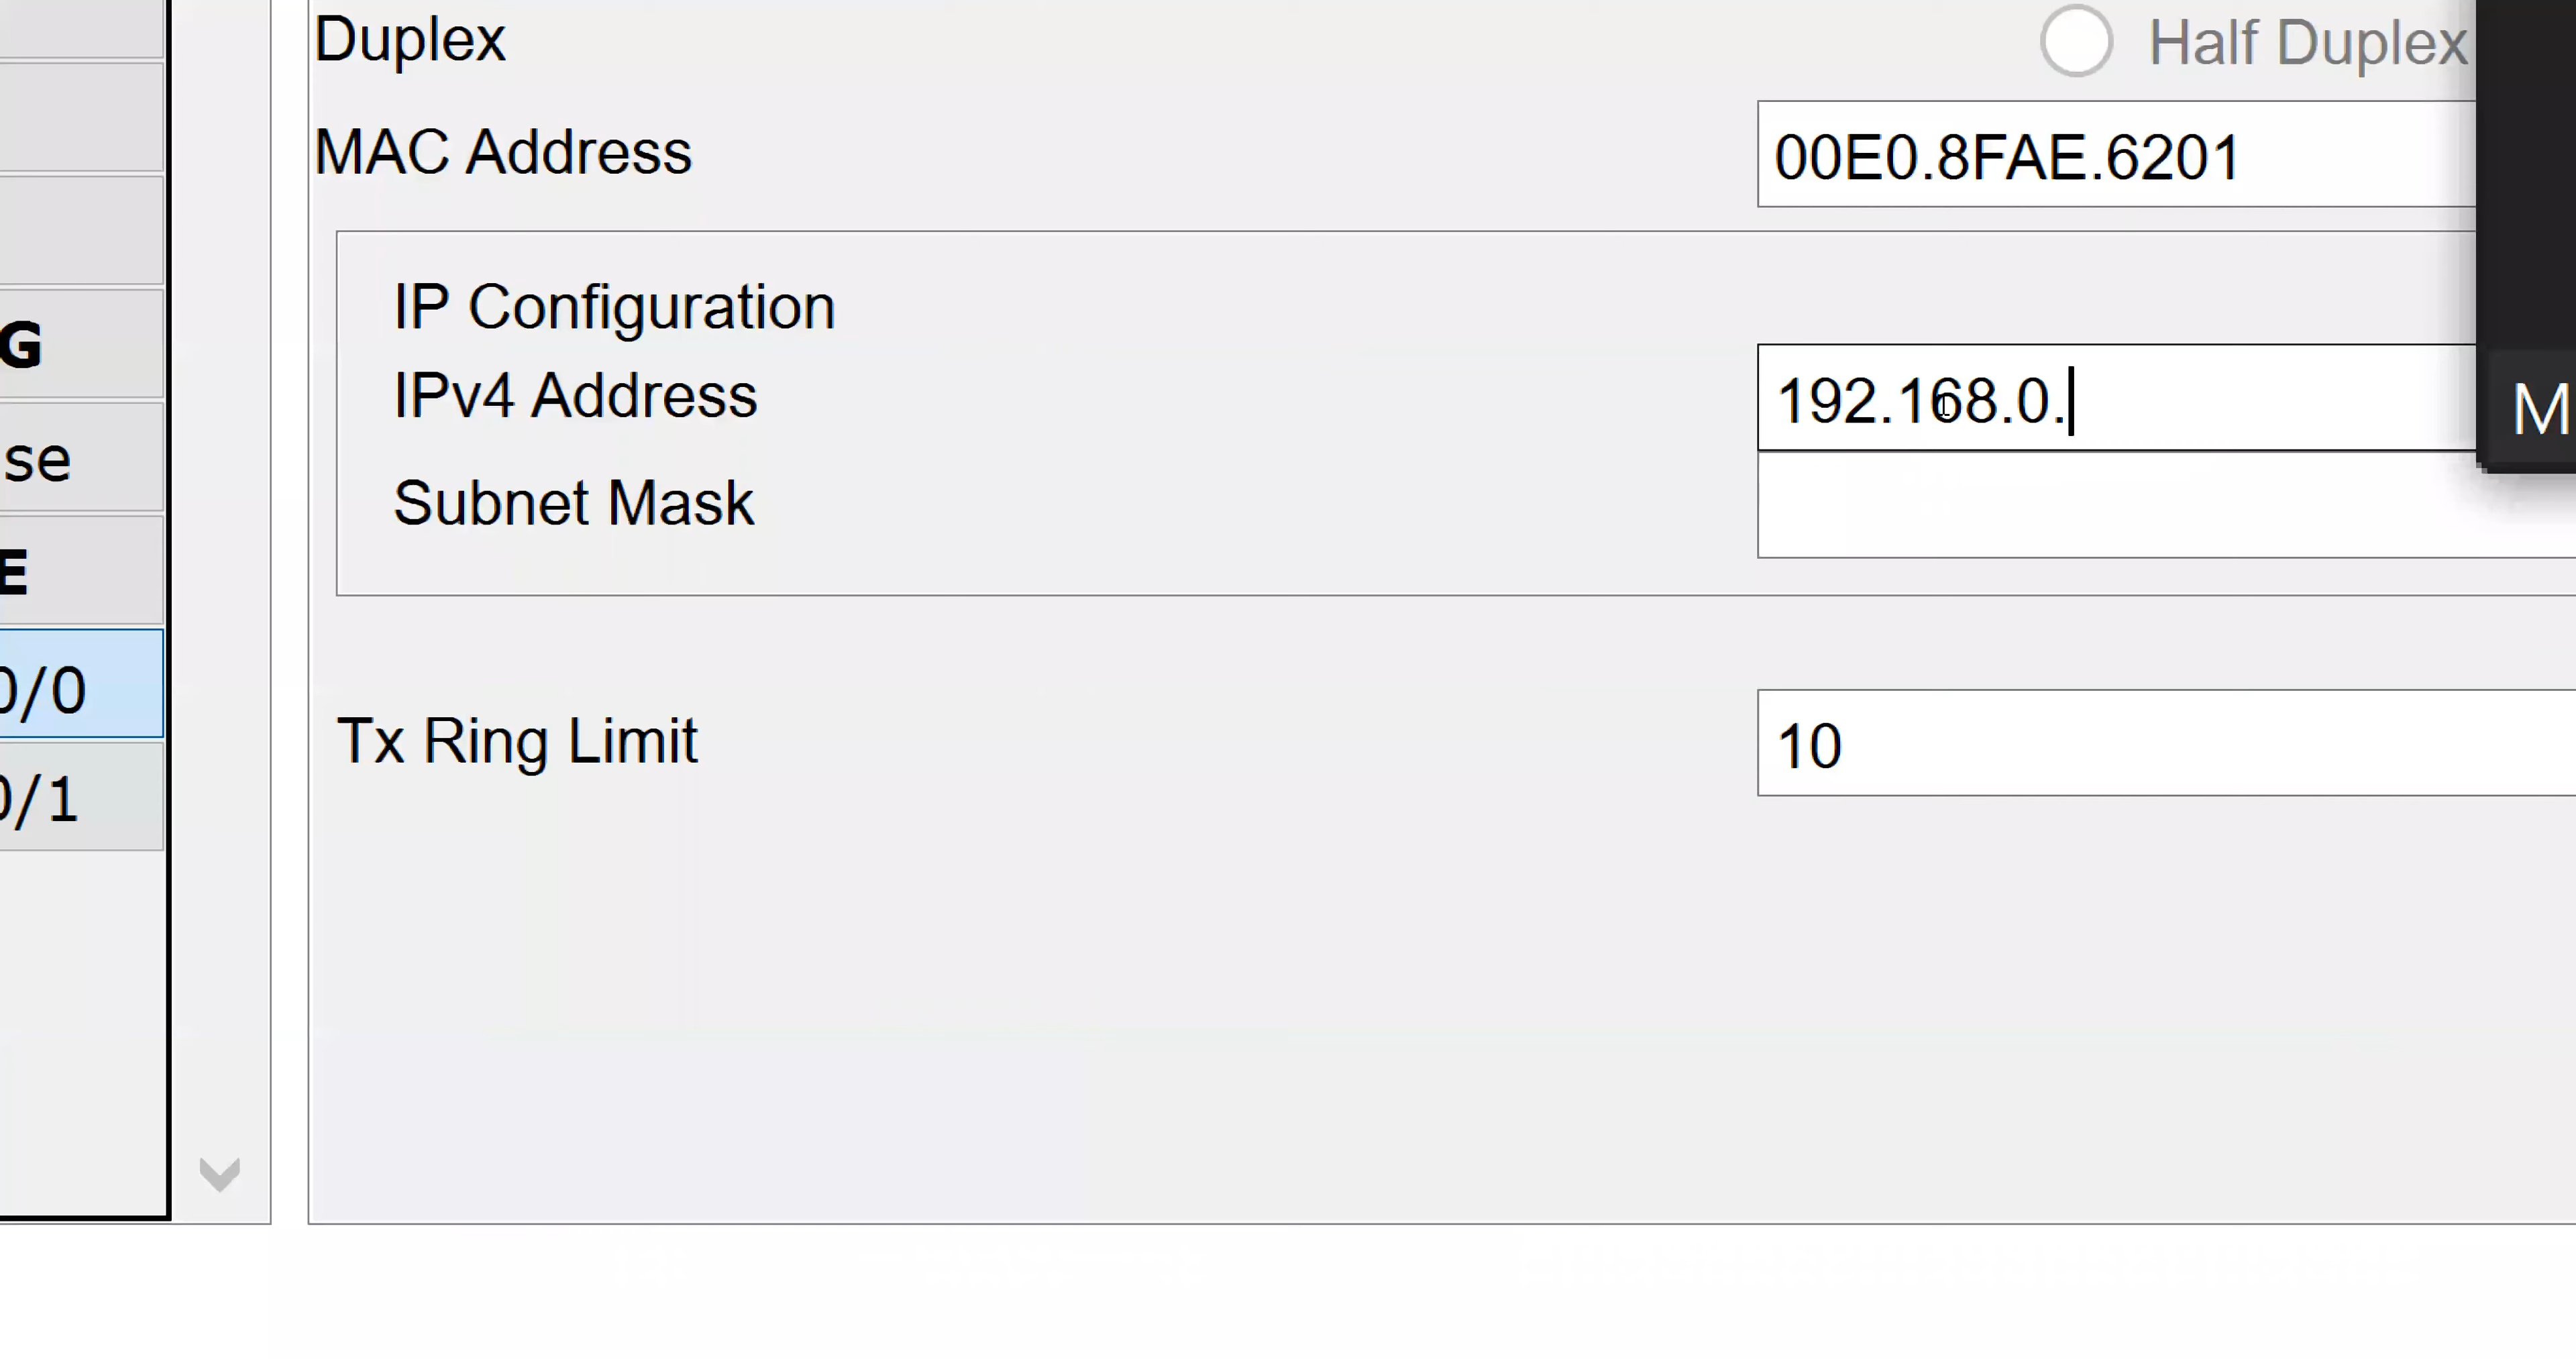 Duplex
Half Duplex
MAC Address
00E0.8FAE.6201
IP Configuration
IPv4 Address
192.168.0.
Subnet Mask
Tx Ring Limit
10
G
se
E
0/0
0/1
M